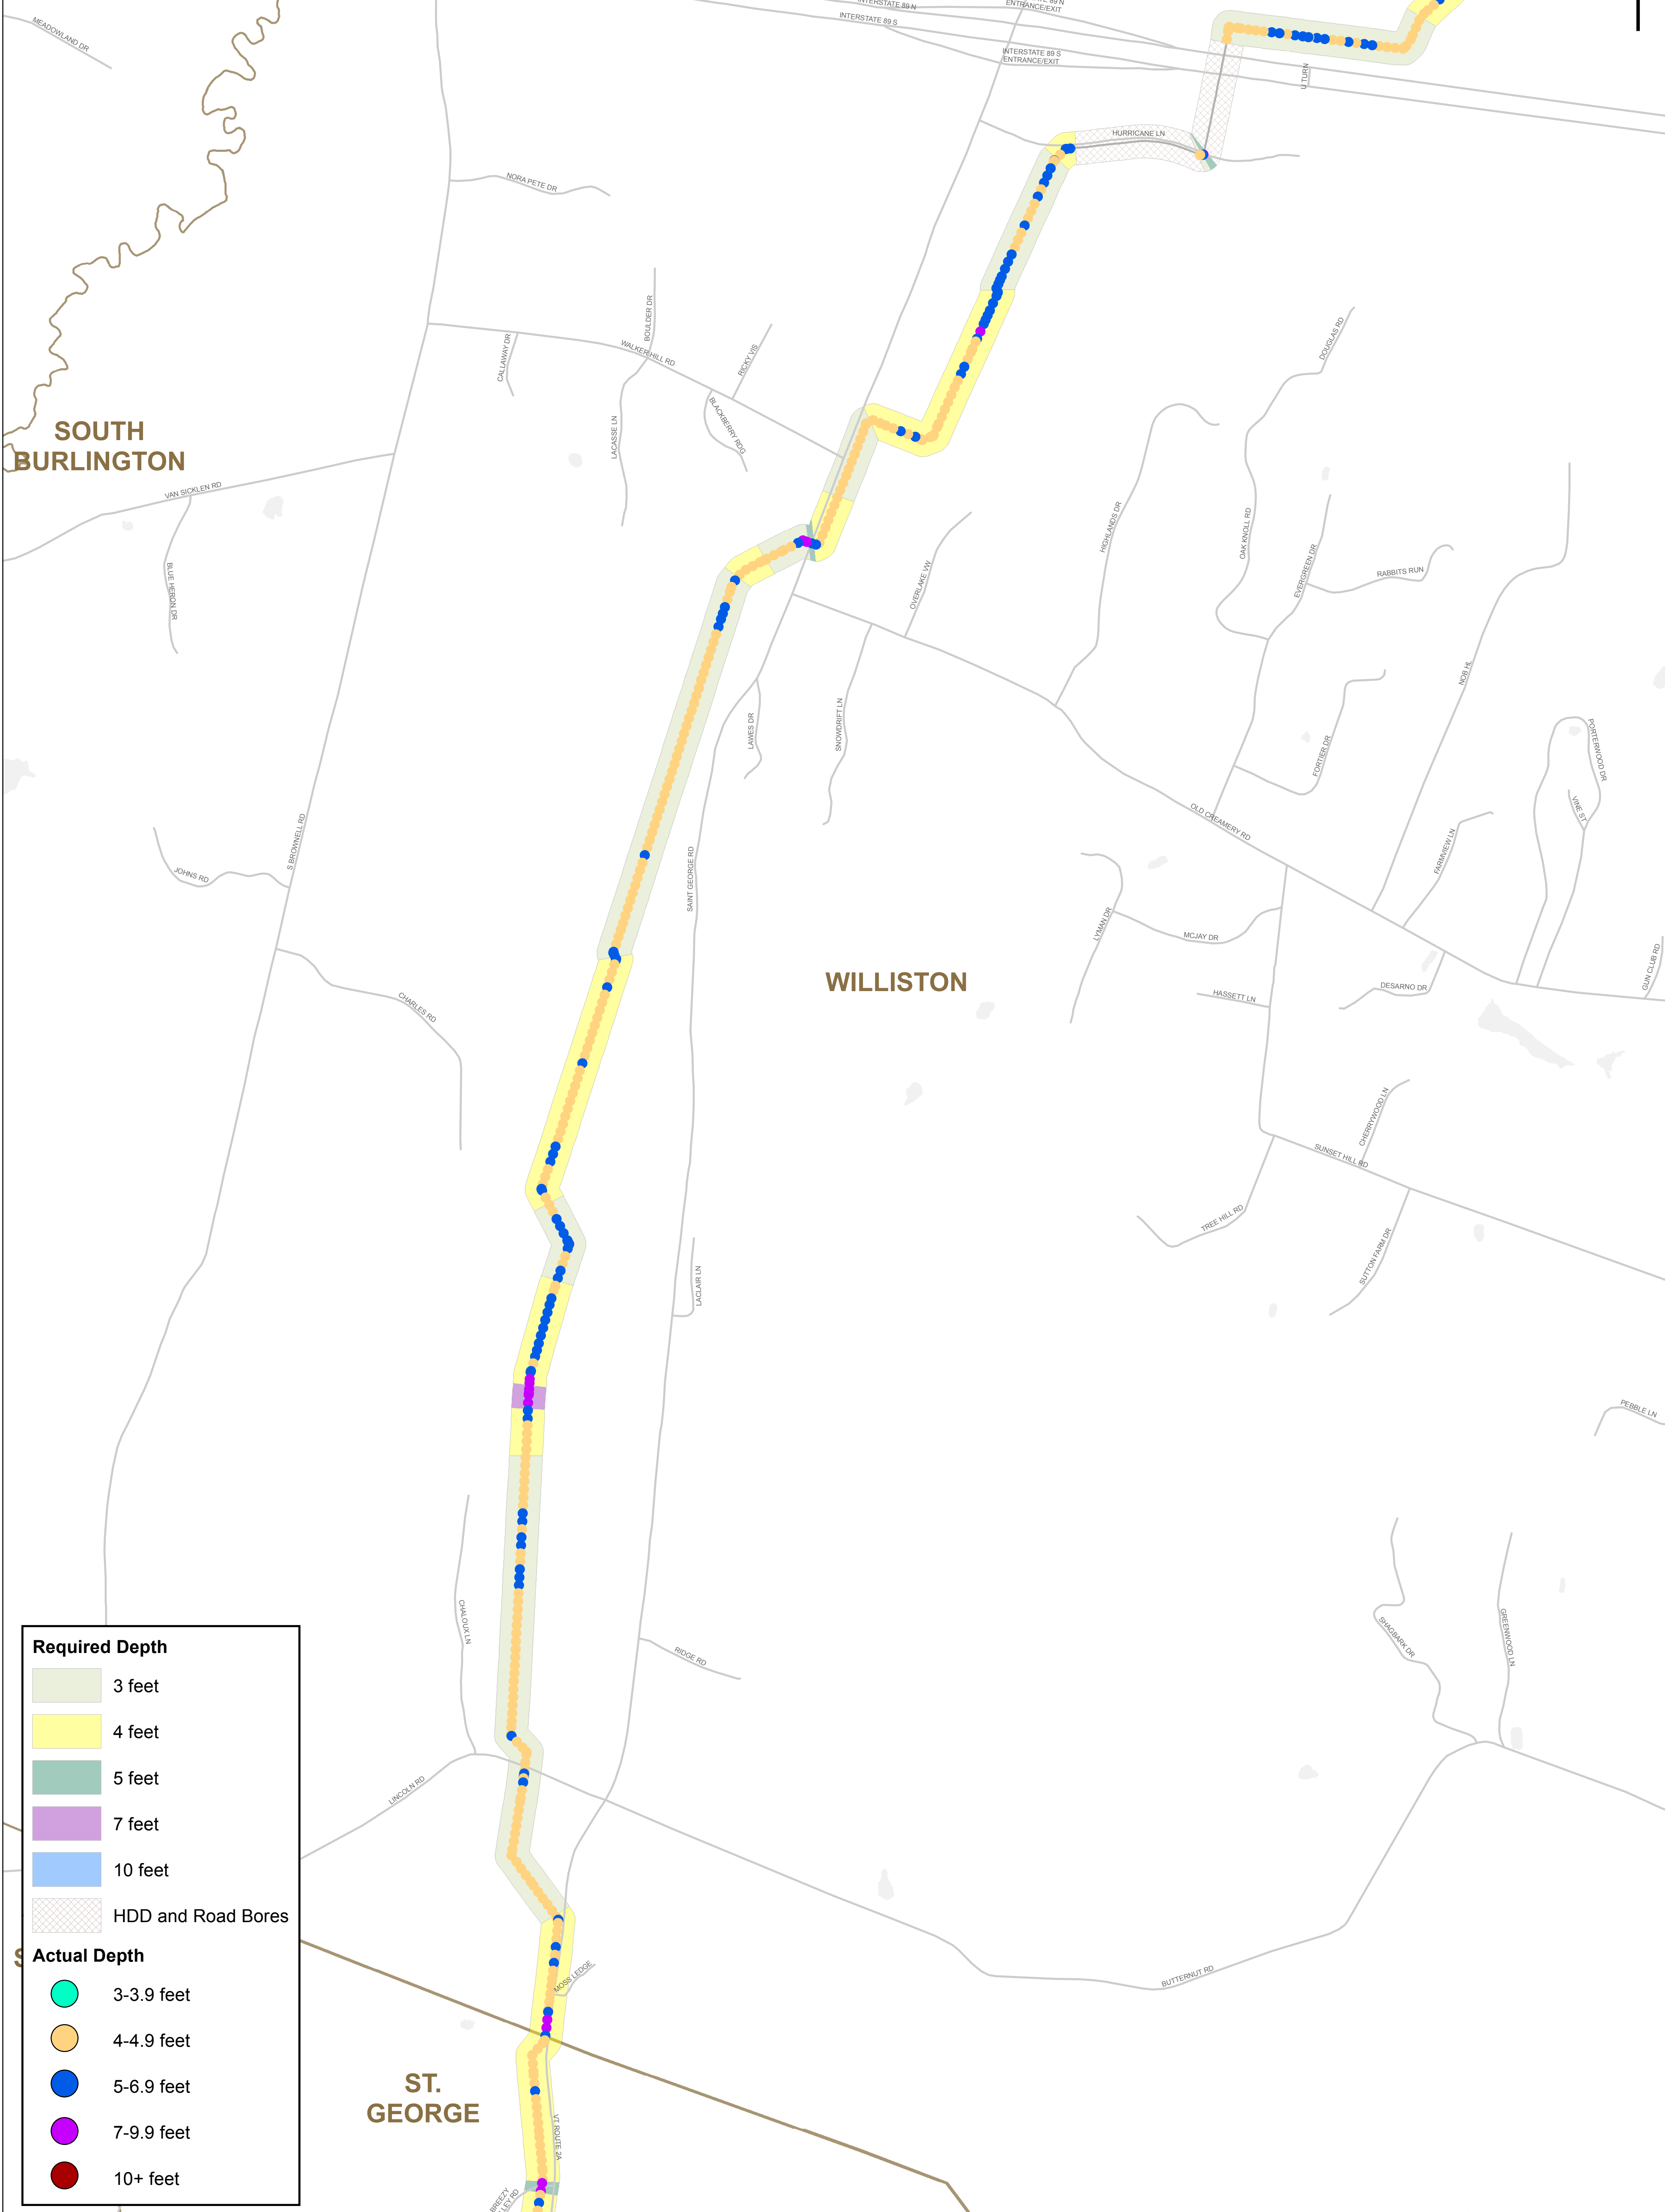 INTERSTATE 89 N
ENTRANCE/EXIT
MEADOWLAND DR
INTERSTATE 89 S
INTERSTATE 89 S
ENTRANCE/EXIT
U TURN
HURRICANE LN
NORA PETE DR
BOULDER DR
CALLAWAY DR
WALKER HILL RD
RICKY VIS
DOUGLAS RD
SOUTH
BURLINGTON
LACASSE LN
BLACKBERRY RDG
VAN SICKLEN RD
HIGHLANDS DR
OAK KNOLL RD
BLUE HERON DR
OVERLAKE VW
EVERGREEN DR
RABBITS RUN
NOB HL
LAWES DR
SNOWDRIFT LN
FORTIER DR
PORTERWOOD DR
VINE ST
OLD CREAMERY RD
S BROWNELL RD
JOHNS RD
SAINT GEORGE RD
FARMVIEW LN
LYMAN DR
MCJAY DR
GUN CLUB RD
WILLISTON
HASSETT LN
DESARNO DR
CHARLES RD
CHERRYWOOD LN
SUNSET HILL RD
TREE HILL RD
SUTTON FARM DR
LACLAIR LN
PEBBLE LN
CHALOUX LN
RIDGE RD
SHAGBARK DR
GREENWOOD LN
LINCOLN RD
MOSS LEDGE
BUTTERNUT RD
ST.
GEORGE
VT ROUTE 2A
BREEZY
Required Depth
3 feet
4 feet
5 feet
7 feet
10 feet
HDD and Road Bores
Actual Depth
3-3.9 feet
4-4.9 feet
5-6.9 feet
7-9.9 feet
10+ feet